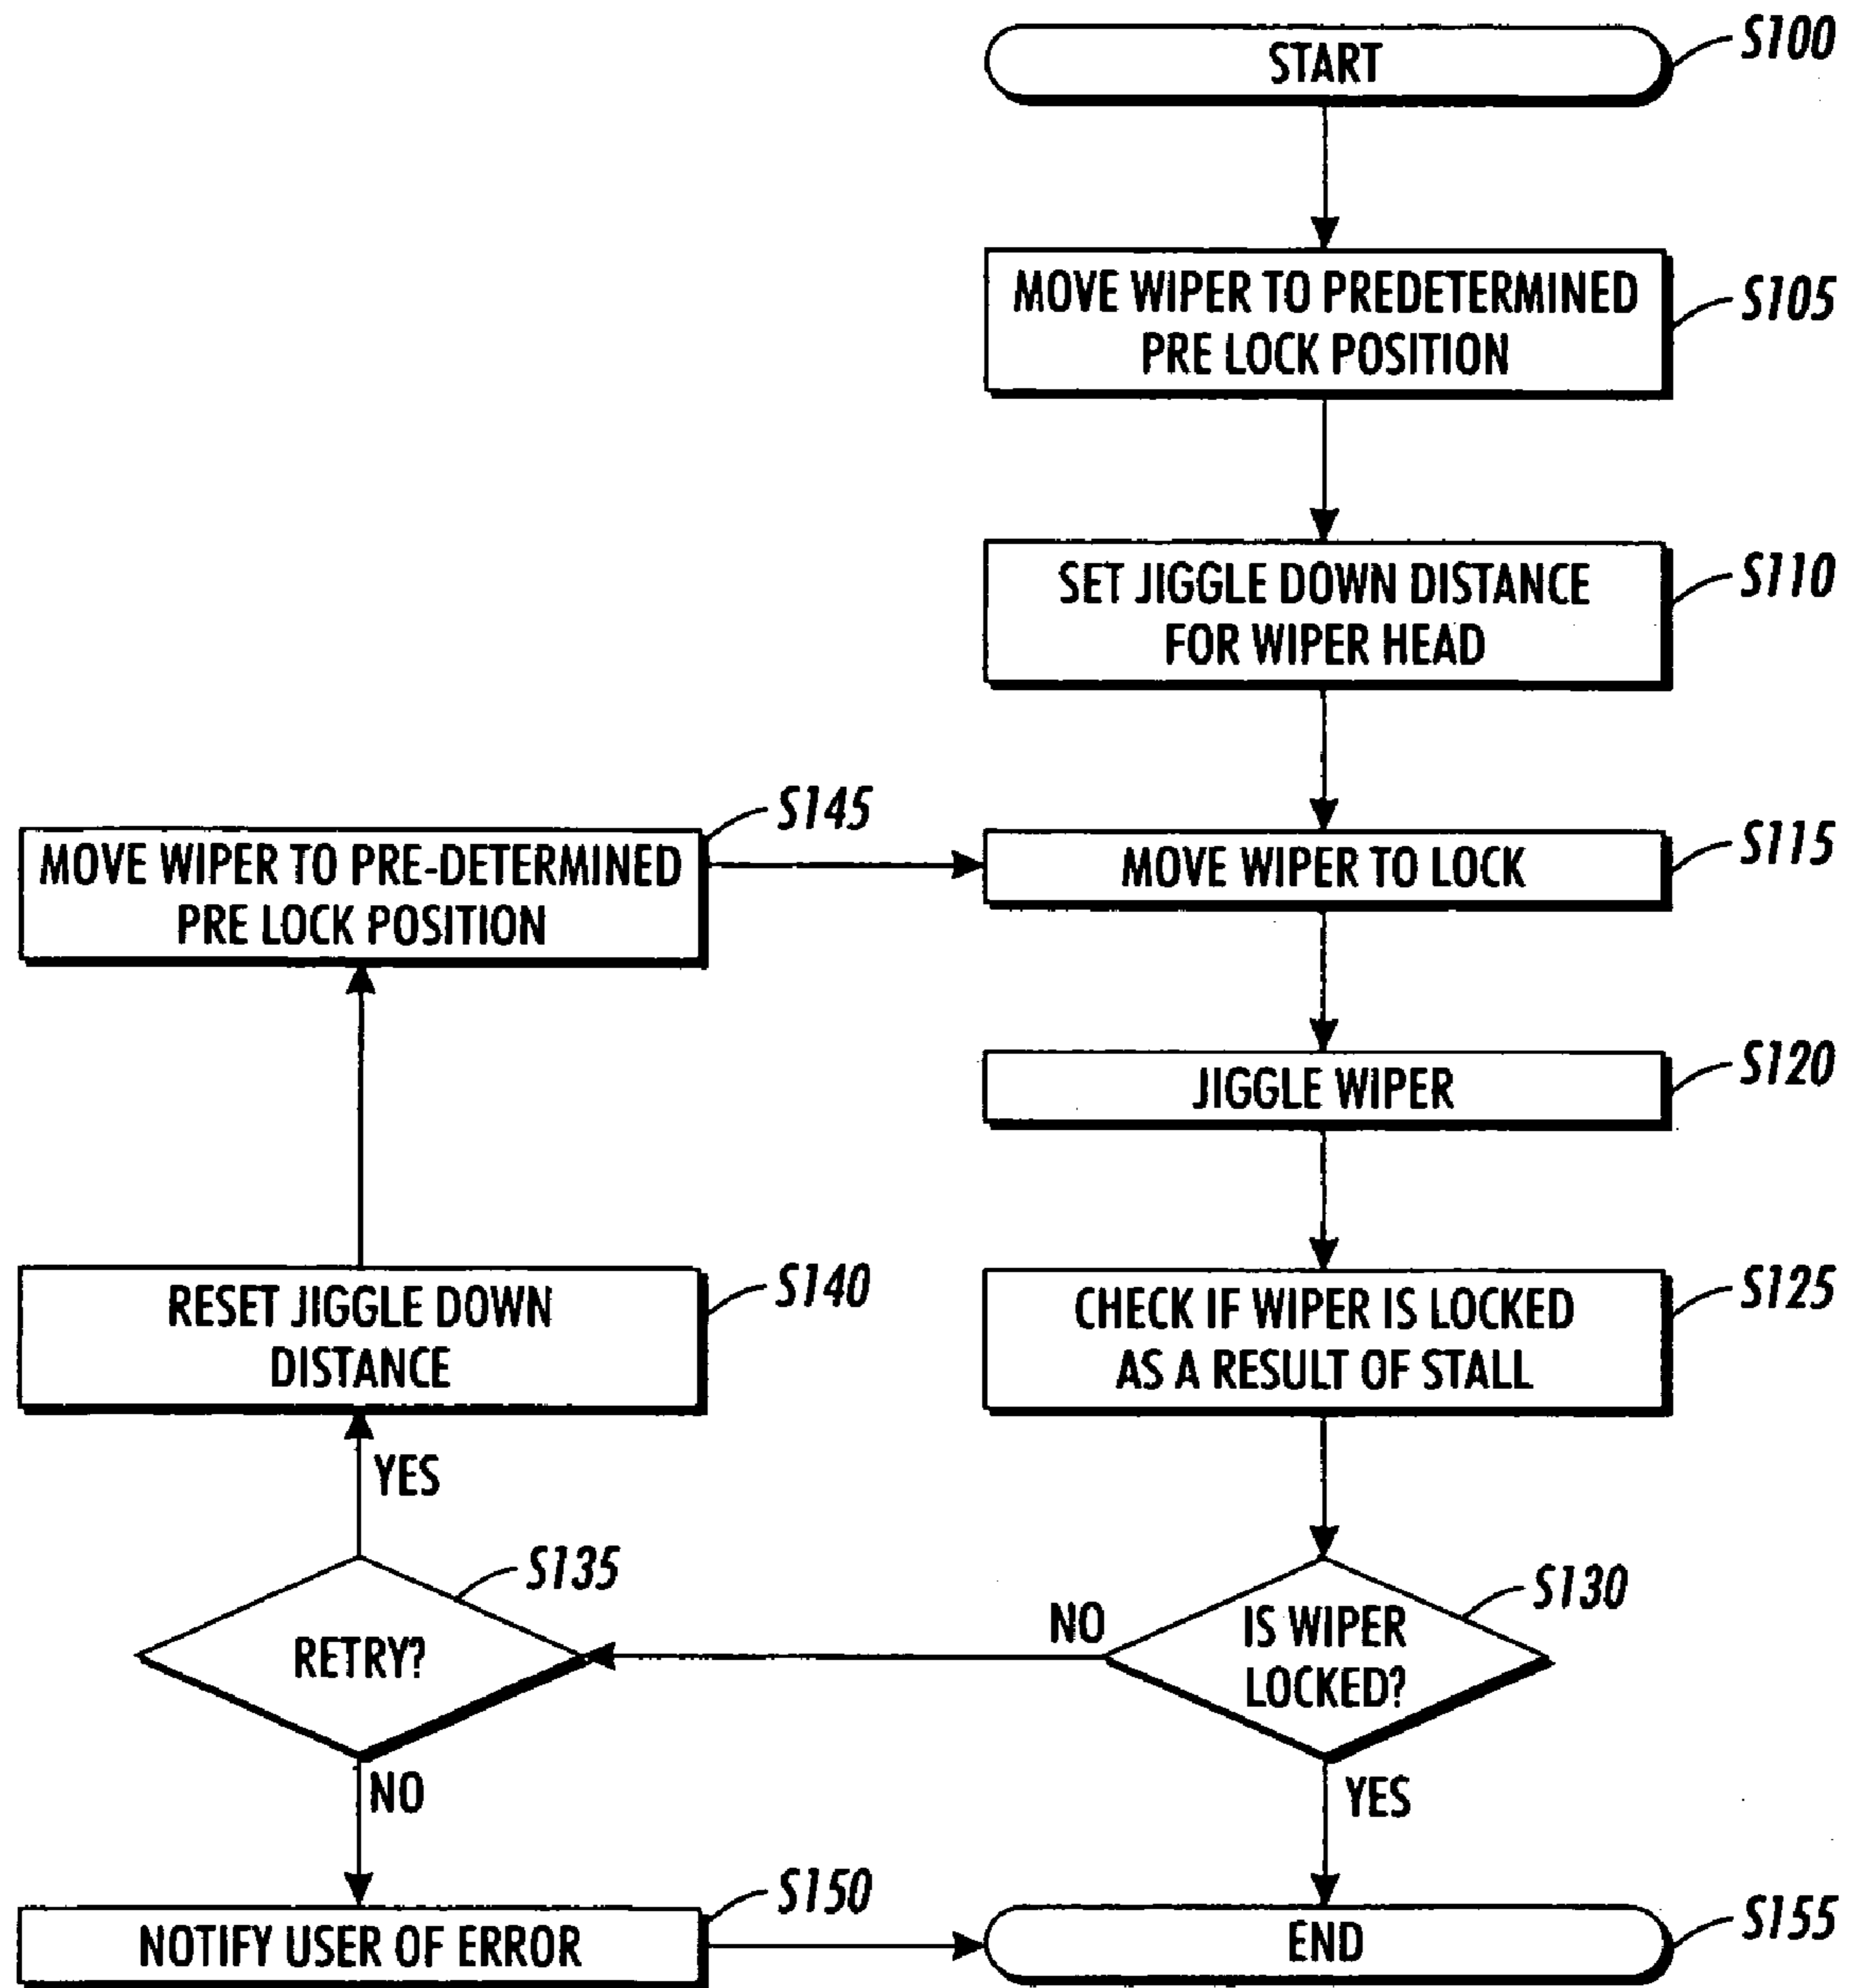 START
S100
MOVE WIPER TO PREDETERMINED
PRE LOCK POSITION
S105
SET JIGGLE DOWN DISTANCE
FOR WIPER HEAD
S110
MOVE WIPER TO PRE-DETERMINED
PRE LOCK POSITION
S145
MOVE WIPER TO LOCK
S115
JIGGLE WIPER
S120
RESET JIGGLE DOWN
DISTANCE
S140
CHECK IF WIPER IS LOCKED
AS A RESULT OF STALL
S125
YES
RETRY?
S135
NO
IS WIPER
LOCKED?
S130
NO
YES
NOTIFY USER OF ERROR
S150
END
S155